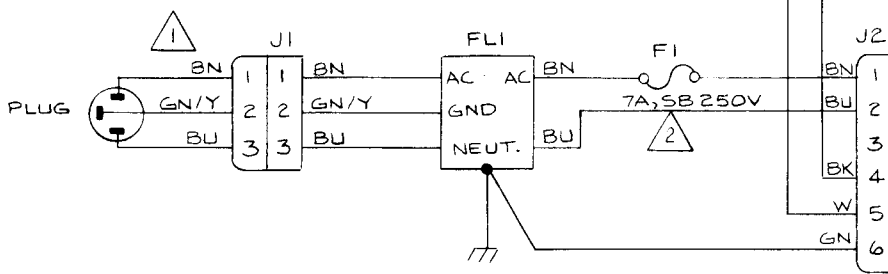 1
J1
FL1
F1
J2
BN
1
1
BN
AC
AC
BN
BN
1
PLUG
GN/Y
2
2
GN/Y
GND
7A, SB 250V
BU
2
2
BU
3
3
BU
NEUT.
BU
3
BK
4
W
5
GN
6